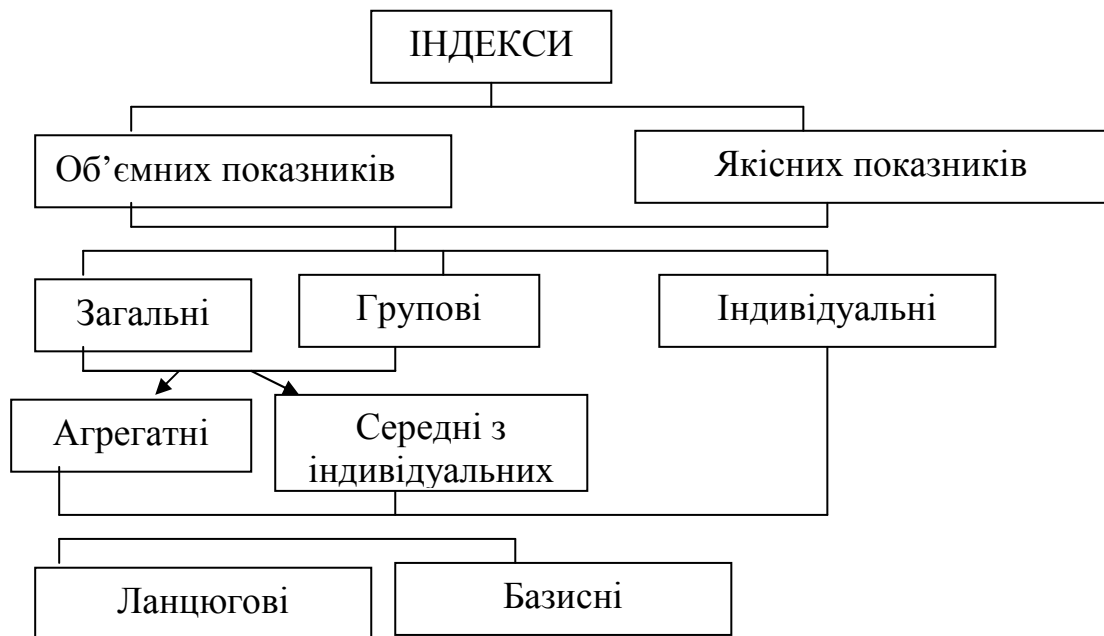 ІНДЕКСИ
Об’ємних показників
Якісних показників
Загальні
Групові
Індивідуальні
Агрегатні
Середні з
індивідуальних
Ланцюгові
Базисні